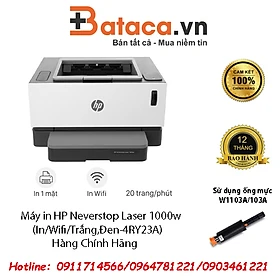 Bataca.vn
Bán tất cả - Mua niềm tin
CAM KẾT
100%
CHÍNH HÃNG
hp
12
THÁNG
BẢO HÀNH
In 1 mặt
In Wifi
20 trang/phút
Sử dụng ống mực
W1103A/103A
Máy in HP Neverstop Laser 1000w
(In/Wifi/Trắng,Đen-4RY23A)
Hàng Chính Hãng
Hotline: 0911714566/0964781221/0903461221